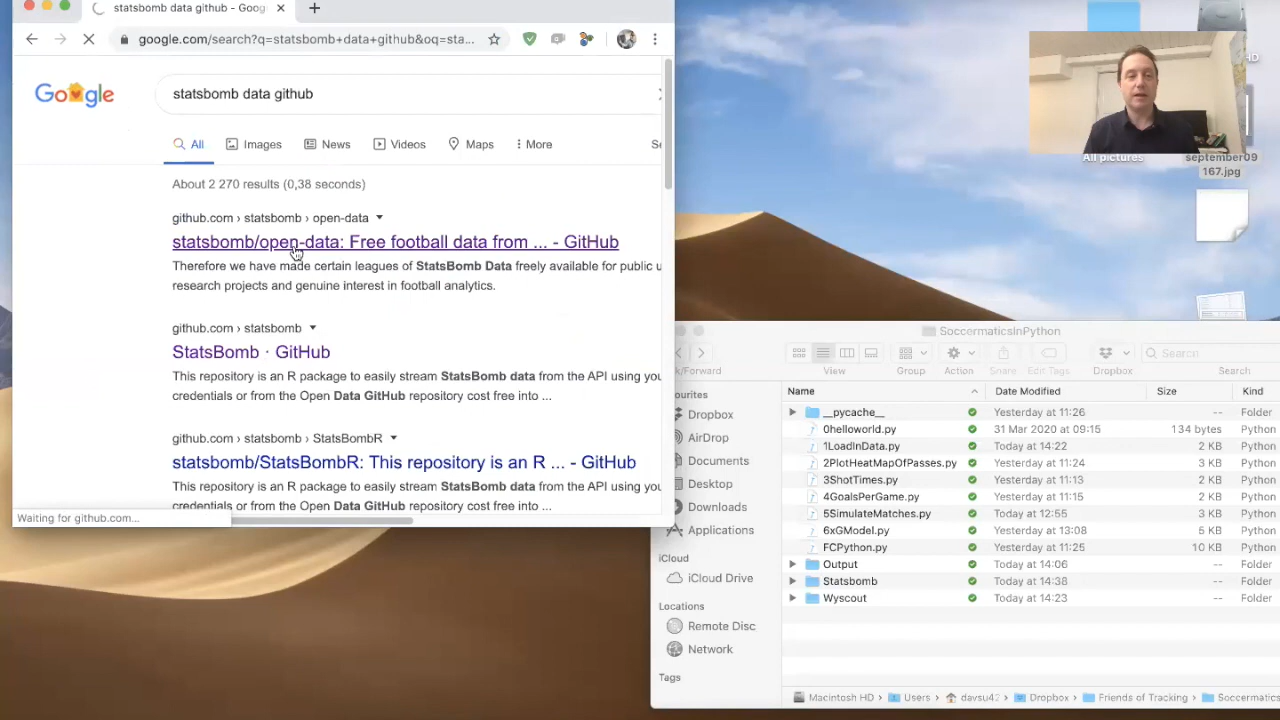 statsbomb data github - Goog
google.com/search?q=statsbomb+data+github&oq=sta...
Google
statsbomb data github
All
Images
News
Videos
Maps
More
Se
About 2 270 results (0,38 seconds)
github.com › statsbomb › open-data
statsbomb/open-data: Free football data from ... - GitHub
Therefore we have made certain leagues of StatsBomb Data freely available for public u
research projects and genuine interest in football analytics.
github.com › statsbomb
StatsBomb · GitHub
This repository is an R package to easily stream StatsBomb data from the API using you
credentials or from the Open Data GitHub repository cost free into ...
github.com › statsbomb › StatsBombR
statsbomb/StatsBombR: This repository is an R ... - GitHub
This repository is an R package to easily stream StatsBomb data from the API using you
credentials or from the Open Data GitHub repository cost free into ...
Waiting for github.com...
HD
All pictures
september09
167.jpg
SoccermaticsInPython
Search
k/Forward
View
Group
Action
Share
Edit Tags
Dropbox
Search
avourites
Dropbox
AirDrop
Documents
Desktop
Downloads
Applications
iCloud
iCloud Drive
Locations
Remote Disc
Network
Tags
Name Date Modified Size Kind
__pycache__ Yesterday at 11:26 -- Folder
0helloworld.py 31 Mar 2020 at 09:15 134 bytes Python
1LoadInData.py Today at 14:22 2 KB Python
2PlotHeatMapOfPasses.py Yesterday at 11:24 3 KB Python
3ShotTimes.py Yesterday at 11:13 2 KB Python
4GoalsPerGame.py Yesterday at 11:15 2 KB Python
5SimulateMatches.py Today at 12:55 3 KB Python
6xGModel.py Yesterday at 13:08 5 KB Python
FCPython.py Yesterday at 11:25 10 KB Python
Output Today at 14:06 -- Folder
Statsbomb Today at 14:38 -- Folder
Wyscout Today at 14:23 -- Folder
Macintosh HD › Users › davsu42 › Dropbox › Friends of Tracking › Soccermatics